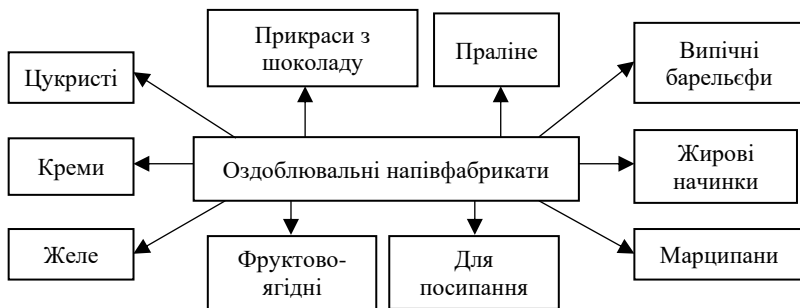 Прикраси з
шоколаду
Праліне
Випічні
барельєфи
Цукристі
Креми
Оздоблювальні напівфабрикати
Жирові
начинки
Желе
Фруктово-
ягідні
Для
посипання
Марципани